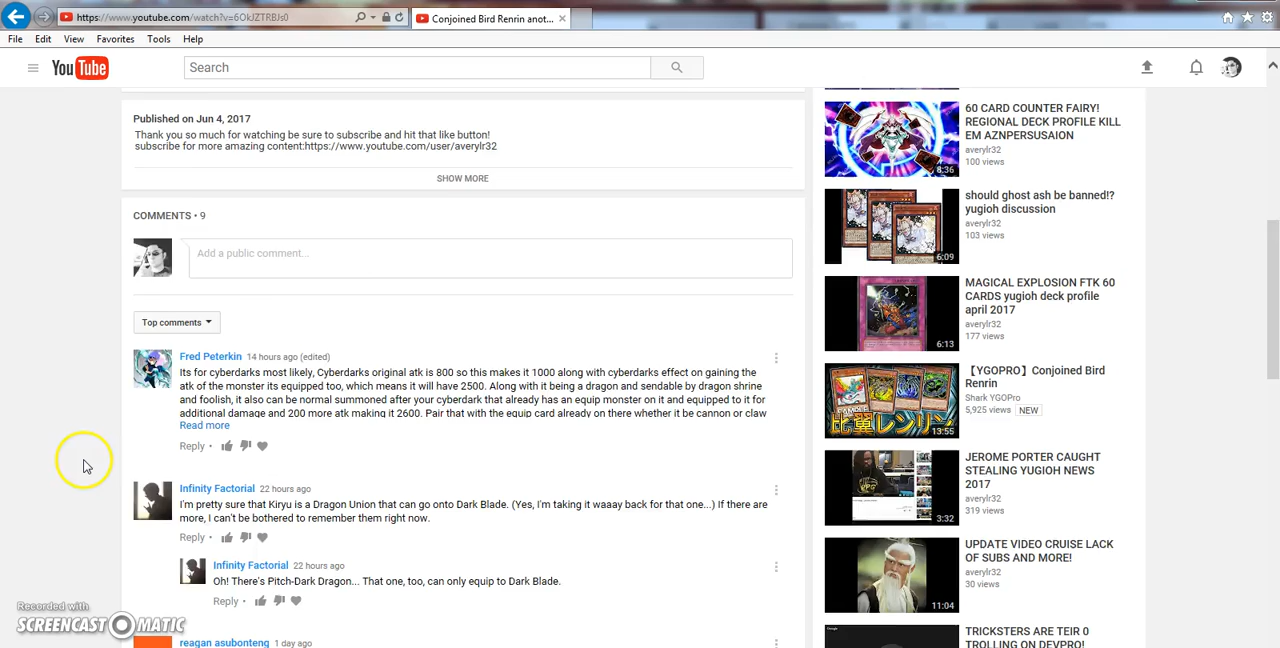 https://www.youtube.com/watch?v=6OkJZTRBJs0
Conjoined Bird Renrin anot...
File Edit View Favorites Tools Help
YouTube
Search
Published on Jun 4, 2017
Thank you so much for watching be sure to subscribe and hit that like button!
subscribe for more amazing content:https://www.youtube.com/user/averylr32
SHOW MORE
COMMENTS • 9
Add a public comment...
Top comments
Fred Peterkin 14 hours ago (edited)
Its for cyberdarks most likely, Cyberdarks original atk is 800 so this makes it 1000 along with cyberdarks effect on gaining the
atk of the monster its equipped too, which means it will have 2500. Along with it being a dragon and sendable by dragon shrine
and foolish, it also can be normal summoned after your cyberdark that already has an equip monster on it and equipped to it for
additional damage and 200 more atk making it 2600. Pair that with the equip card already on there whether it be cannon or claw
Read more
Reply •
Infinity Factorial 22 hours ago
I'm pretty sure that Kiryu is a Dragon Union that can go onto Dark Blade. (Yes, I'm taking it waaay back for that one...) If there are
more, I can't be bothered to remember them right now.
Reply •
Infinity Factorial 22 hours ago
Oh! There's Pitch-Dark Dragon... That one, too, can only equip to Dark Blade.
Reply •
reagan asubonteng 1 day ago
60 CARD COUNTER FAIRY!
REGIONAL DECK PROFILE KILL
EM AZNPERSUSAION
averylr32
100 views
8:36
should ghost ash be banned!?
yugioh discussion
averylr32
103 views
6:09
MAGICAL EXPLOSION FTK 60
CARDS yugioh deck profile
april 2017
averylr32
177 views
6:13
【YGOPRO】Conjoined Bird
Renrin
Shark YGOPro
5,925 views NEW
比翼レンリン
13:55
JEROME PORTER CAUGHT
STEALING YUGIOH NEWS
2017
averylr32
319 views
3:32
UPDATE VIDEO CRUISE LACK
OF SUBS AND MORE!
averylr32
30 views
11:04
TRICKSTERS ARE TEIR 0
TROLLING ON DEVPRO!
Recorded with
SCREENCAST MATIC